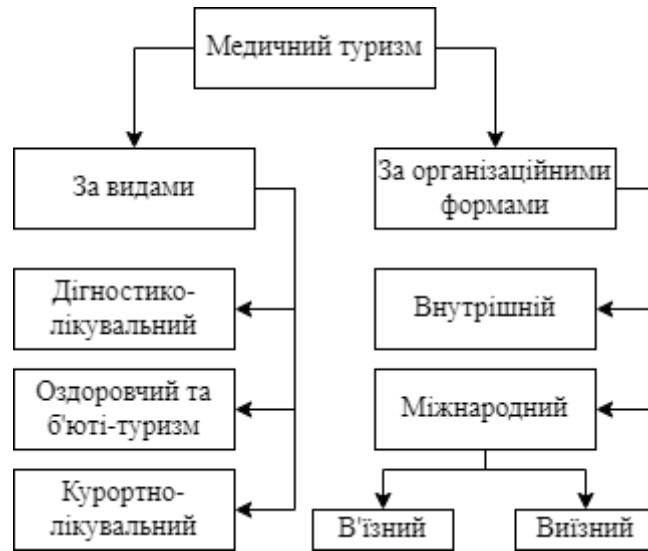 Медичний туризм
За видами
За організаційними
формами
Дігностико-
лікувальний
Внутрішній
Оздоровчий та
б'юті-туризм
Міжнародний
Курортно-
лікувальний
В'їзний
Виїзний